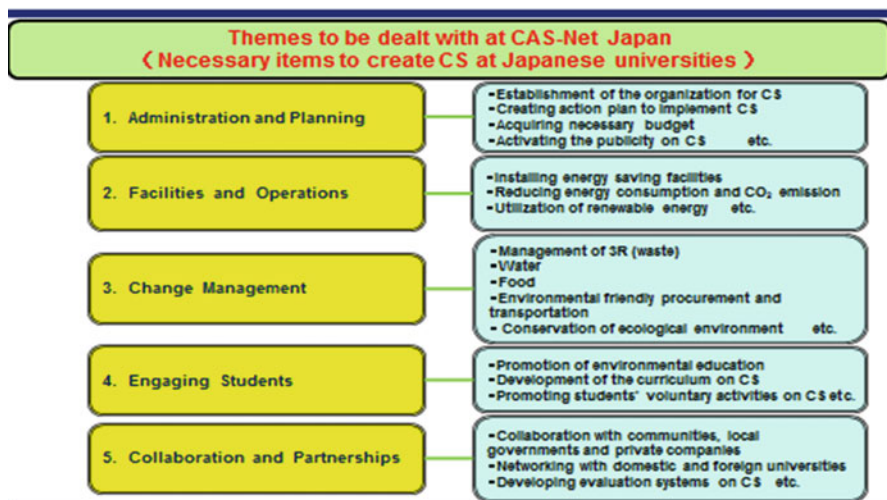 Themes to be dealt with at CAS-Net Japan
( Necessary items to create CS at Japanese universities )
1. Administration and Planning
-Establishment of the organization for CS
-Creating action plan to implement CS
-Acquiring necessary budget
-Activating the publicity on CS etc.
2. Facilities and Operations
-Installing energy saving facilities
-Reducing energy consumption and CO₂ emission
-Utilization of renewable energy etc.
3. Change Management
-Management of 3R (waste)
-Water
-Food
-Environmental friendly procurement and
transportation
- Conservation of ecological environment etc.
4. Engaging Students
-Promotion of environmental education
-Development of the curriculum on CS
-Promoting students' voluntary activities on CS etc.
5. Collaboration and Partnerships
-Collaboration with communities, local
governments and private companies
-Networking with domestic and foreign universities
-Developing evaluation systems on CS etc.